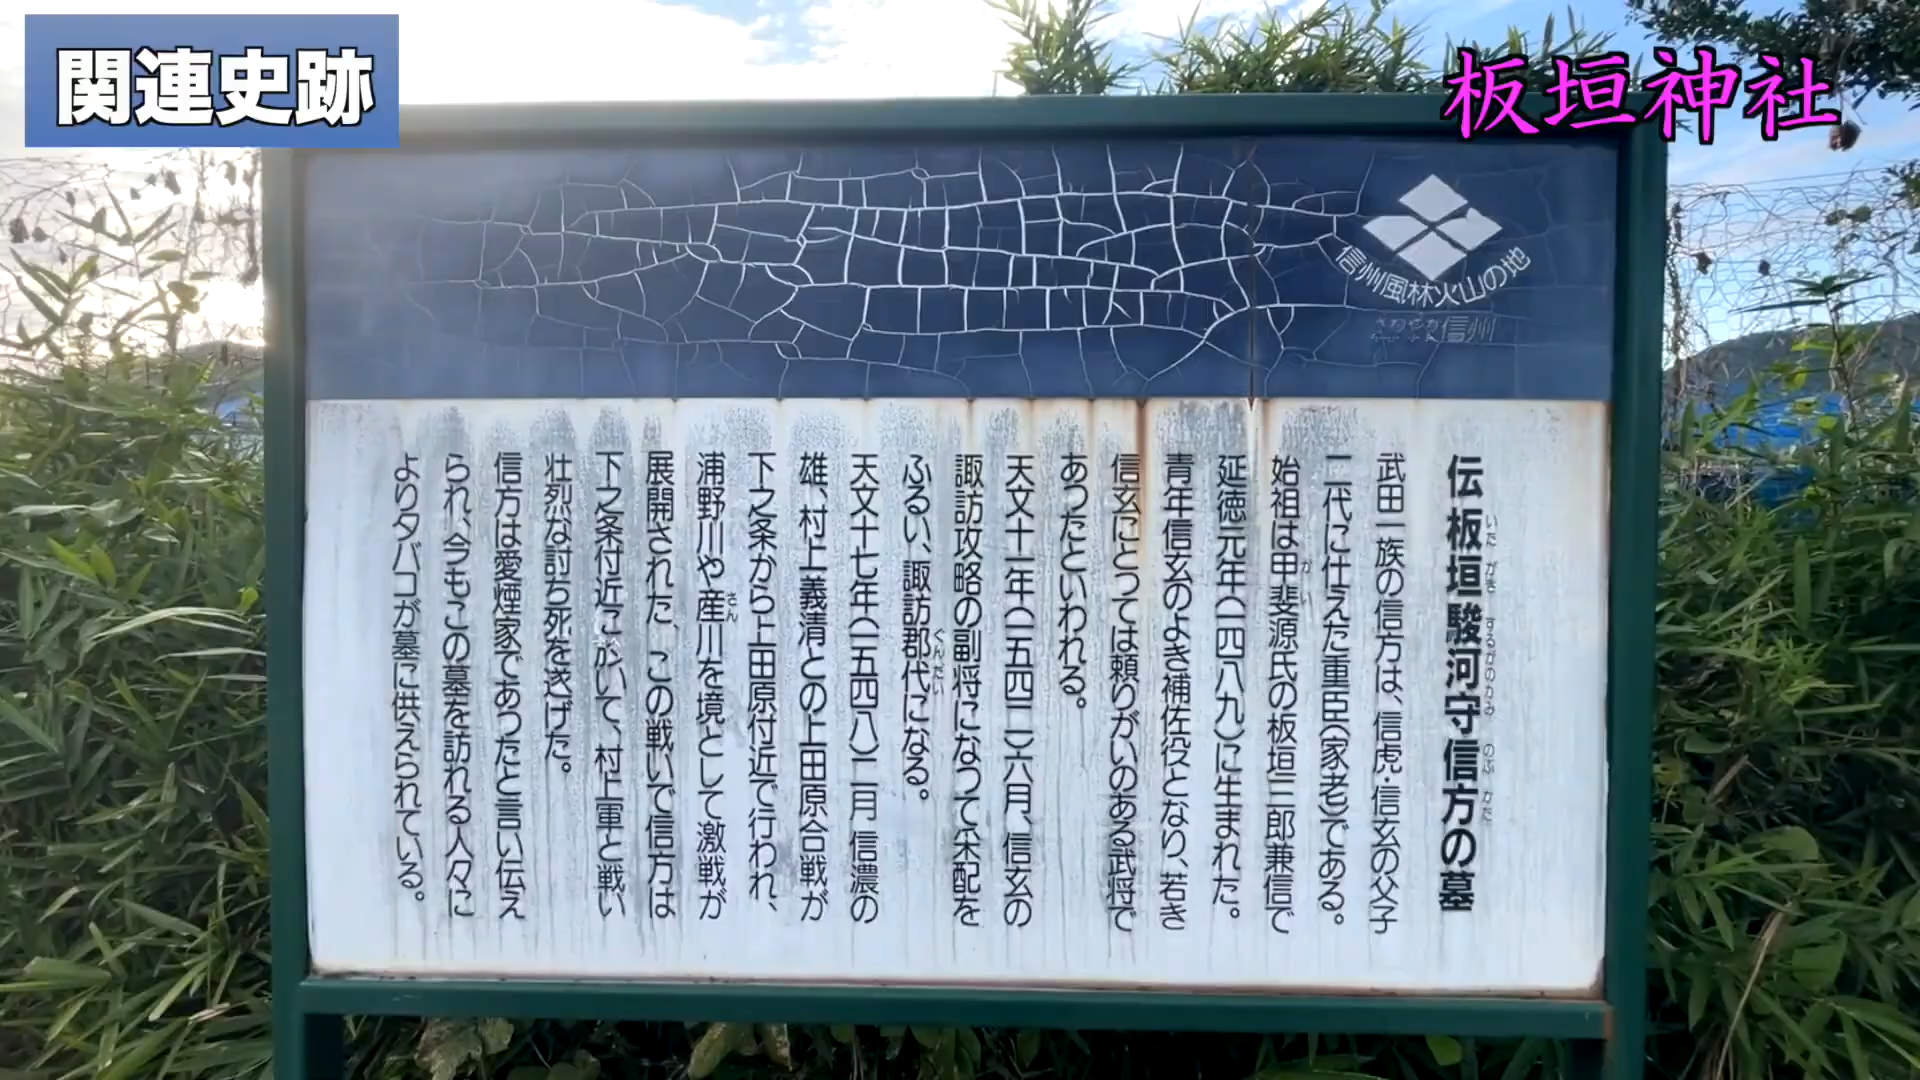 関連史跡
板垣神社
信州風林火山の地
さわやか信州
伝板垣駿河守信方の墓
いた がき するがのかみ のぶ かた
武田一族の信方は、信虎・信玄の父子
二代に仕えた重臣(家老)である。
始祖は甲斐源氏の板垣三郎兼信で
かい
延徳元年(一四八九)に生まれた。
青年信玄のよき補佐役となり、若き
信玄にとっては頼りがいのある武将で
あったといわれる。
天文十一年(一五四二)六月、信玄の
諏訪攻略の副将になって采配を
ふるい、諏訪郡代になる。
ぐんだい
天文十七年(一五四八)二月 信濃の
雄、村上義清との上田原合戦が
下之条から上田原付近で行われ、
浦野川や産川を境として激戦が
さん
展開された、この戦いで信方は
下之条付近において、村上軍と戦い
壮烈な討ち死を遂げた。
信方は愛煙家であったと言い伝え
られ、今もこの墓を訪れる人々に
よりタバコが墓に供えられている。